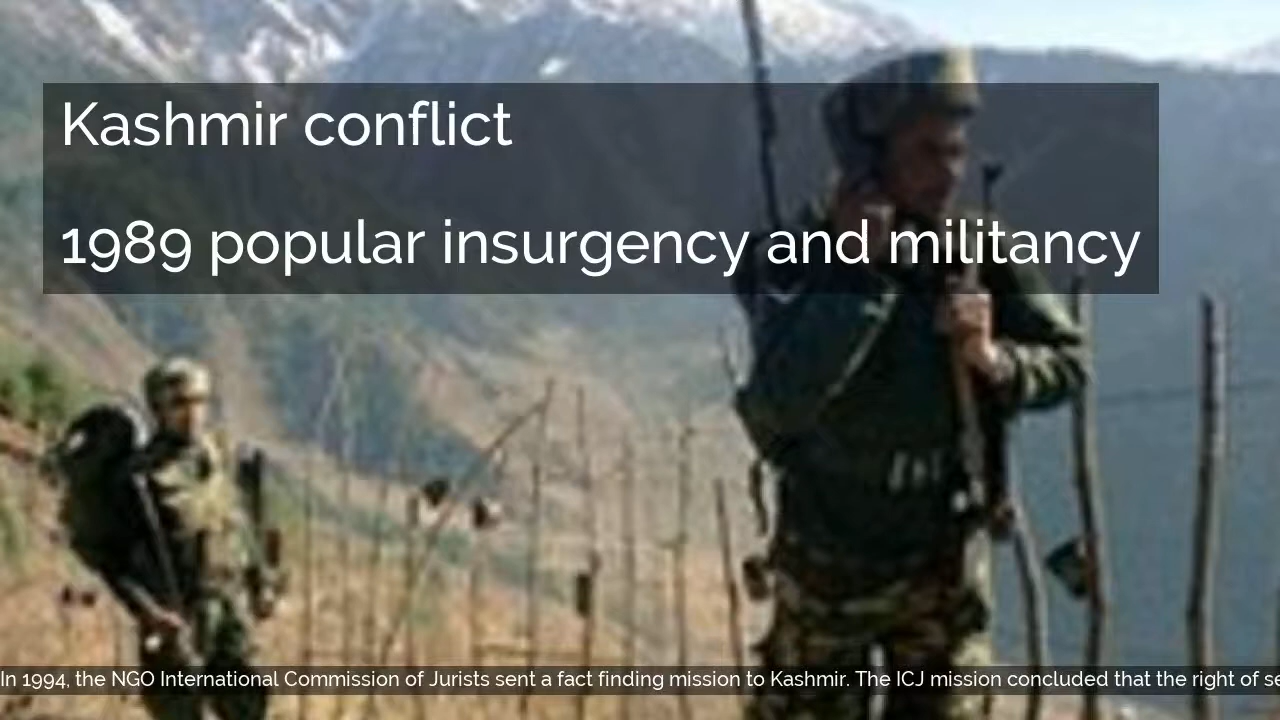 Kashmir conflict
1989 popular insurgency and militancy
In 1994, the NGO International Commission of Jurists sent a fact finding mission to Kashmir. The ICJ mission concluded that the right of